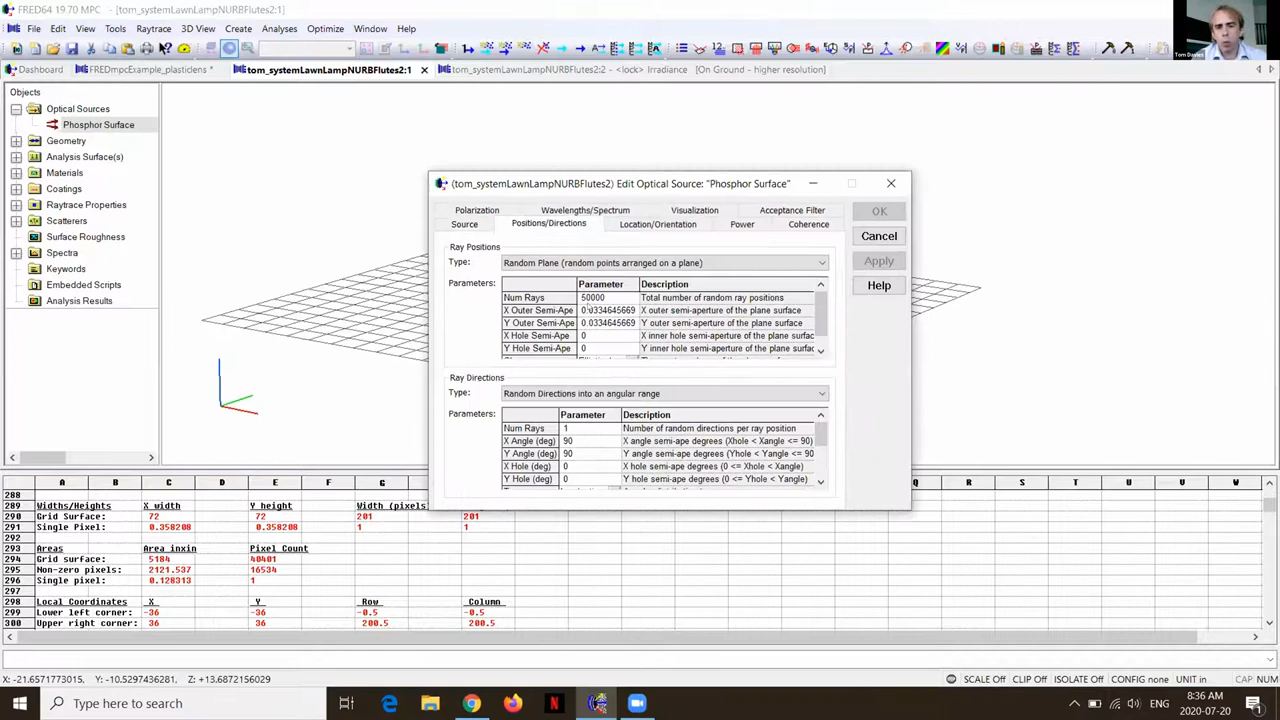 FRED64 19.70 MPC - [tom_systemLawnLampNURBFlutes2:1]
File Edit View Tools Raytrace 3D View Create Analyses Optimize Window Help
Dashboard FREDmpcExample_plasticlens * tom_systemLawnLampNURBFlutes2:1 tom_systemLawnLampNURBFlutes2:2 - <lock> Irradiance [On Ground - higher resolution]
Tom Davies
Objects
Optical Sources
Phosphor Surface
Geometry
Analysis Surface(s)
Materials
Coatings
Raytrace Properties
Scatterers
Surface Roughness
Spectra
Keywords
Embedded Scripts
Analysis Results
(tom_systemLawnLampNURBFlutes2) Edit Optical Source: "Phosphor Surface"
Polarization Wavelengths/Spectrum Visualization Acceptance Filter
Source Positions/Directions Location/Orientation Power Coherence
OK
Cancel
Apply
Help
Ray Positions
Type: Random Plane (random points arranged on a plane)
Parameters: Parameter Description
Num Rays 50000 Total number of random ray positions
X Outer Semi-Ape 0.0334645669 X outer semi-aperture of the plane surface
Y Outer Semi-Ape 0.0334645669 Y outer semi-aperture of the plane surface
X Hole Semi-Ape 0 X inner hole semi-aperture of the plane surfac
Y Hole Semi-Ape 0 Y inner hole semi-aperture of the plane surfac
Ray Directions
Type: Random Directions into an angular range
Parameters: Parameter Description
Num Rays 1 Number of random directions per ray position
X Angle (deg) 90 X angle semi-ape degrees (Xhole < Xangle <= 90)
Y Angle (deg) 90 Y angle semi-ape degrees (Yhole < Yangle <= 90
X Hole (deg) 0 X hole semi-ape degrees (0 <= Xhole < Xangle)
Y Hole (deg) 0 Y hole semi-ape degrees (0 <= Yhole < Yangle)
A B C D E F G Q R S T U V W
288
289 Widths/Heights X width Y height Width (pixels)
290 Grid Surface: 72 72 201 201
291 Single Pixel: 0.358208 0.358208 1 1
292
293 Areas Area inxin Pixel Count
294 Grid surface: 5184 40401
295 Non-zero pixels: 2121.537 16534
296 Single pixel: 0.128313 1
297
298 Local Coordinates X Y Row Column
299 Lower left corner: -36 -36 -0.5 -0.5
300 Upper right corner: 36 36 200.5 200.5
X=-21.6571773015, Y=-10.5297436281, Z=+13.6872156029 SCALE OFF CLIP OFF ISOLATE OFF CONFIG none UNIT in CAP NUM
Type here to search
ENG
8:36 AM
2020-07-20